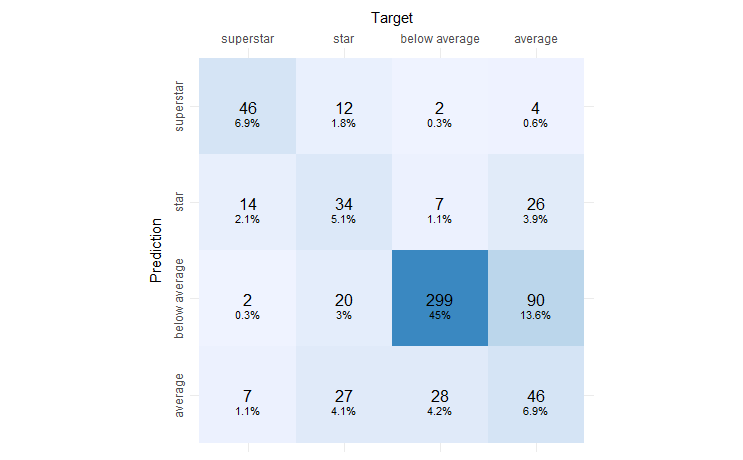 Target
superstar star below average average
superstar
46 12 2 4
6.9% 1.8% 0.3% 0.6%
star
14 34 7 26
2.1% 5.1% 1.1% 3.9%
Prediction
below average
2 20 299 90
0.3% 3% 45% 13.6%
average
7 27 28 46
1.1% 4.1% 4.2% 6.9%